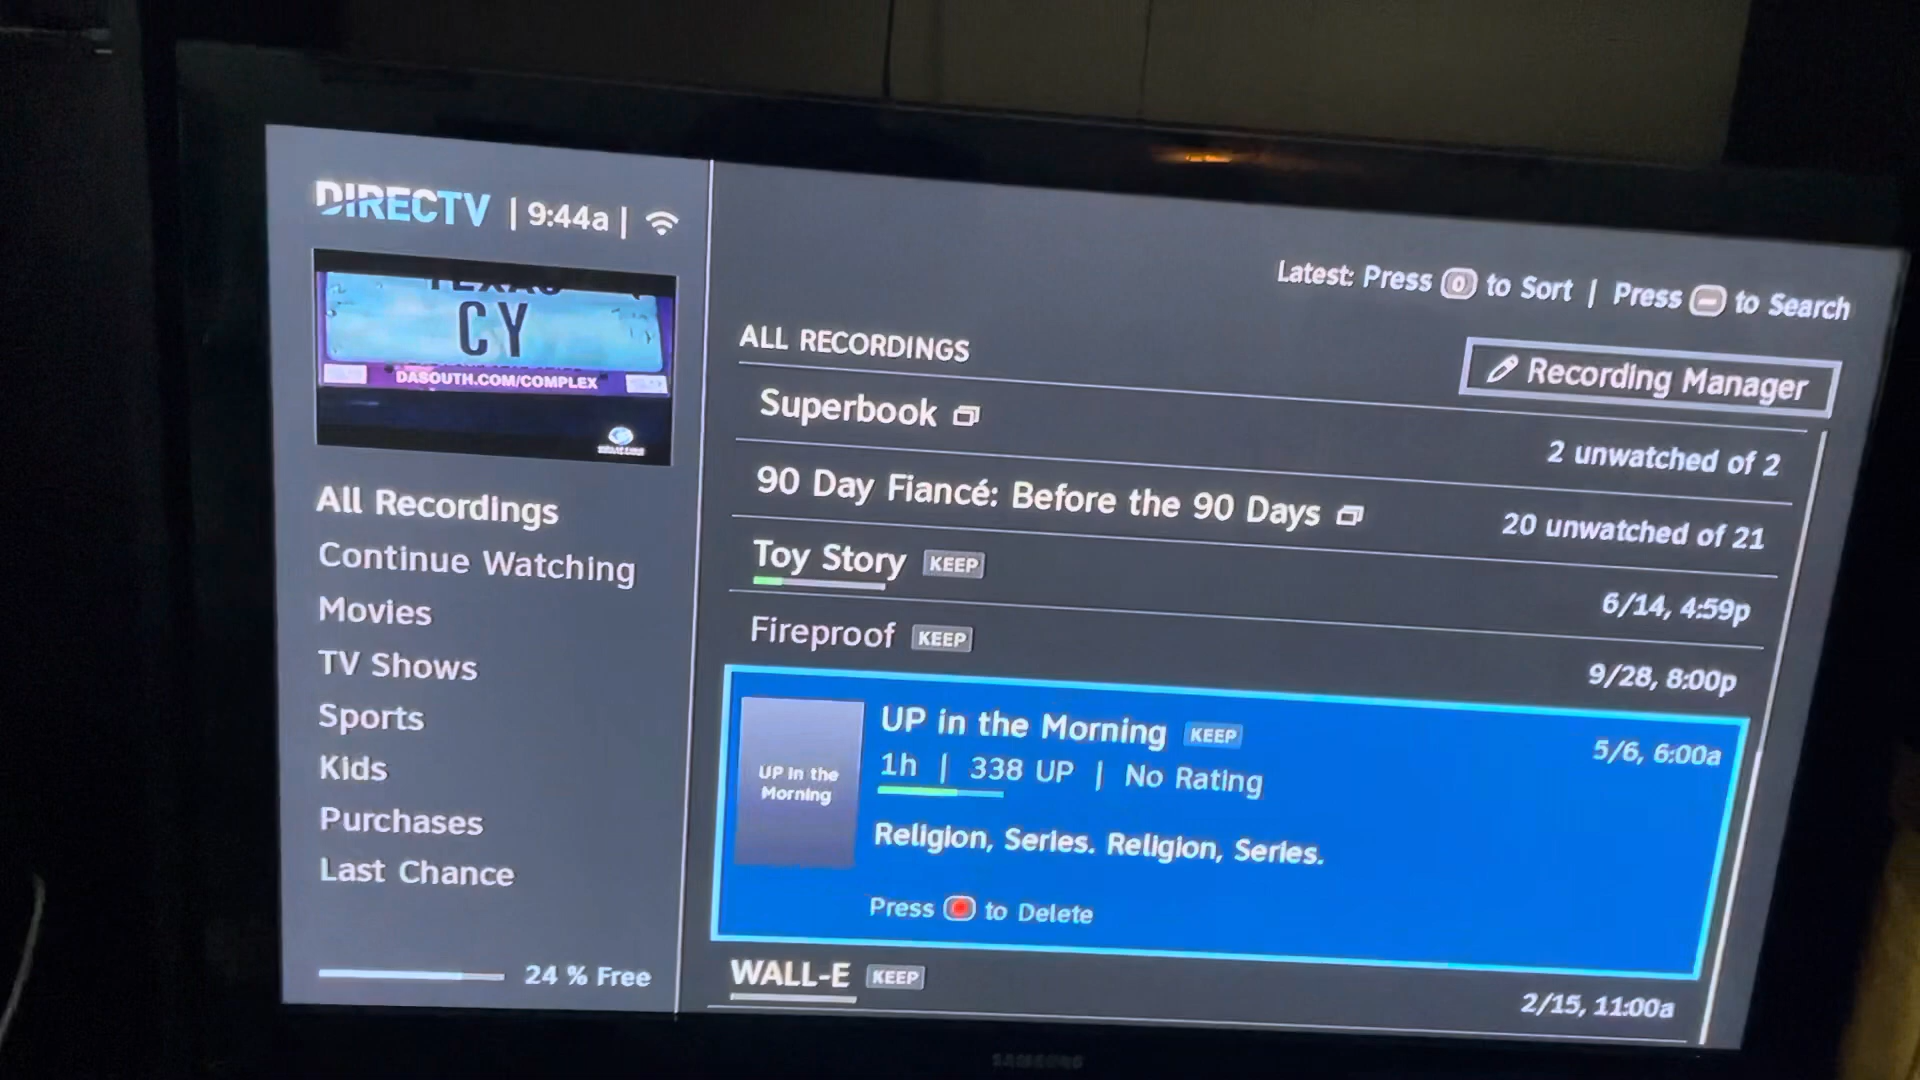 DIRECTV | 9:44a |
CY
DASOUTH.COM/COMPLEX
All Recordings
Continue Watching
Movies
TV Shows
Sports
Kids
Purchases
Last Chance
24 % Free
Latest: Press 0 to Sort | Press – to Search
ALL RECORDINGS
Recording Manager
Superbook
2 unwatched of 2
90 Day Fiancé: Before the 90 Days
20 unwatched of 21
Toy Story KEEP
6/14, 4:59p
Fireproof KEEP
9/28, 8:00p
UP in the Morning
UP in the Morning KEEP
5/6, 6:00a
1h | 338 UP | No Rating
Religion, Series. Religion, Series.
Press to Delete
WALL-E KEEP
2/15, 11:00a
SAMSUNG